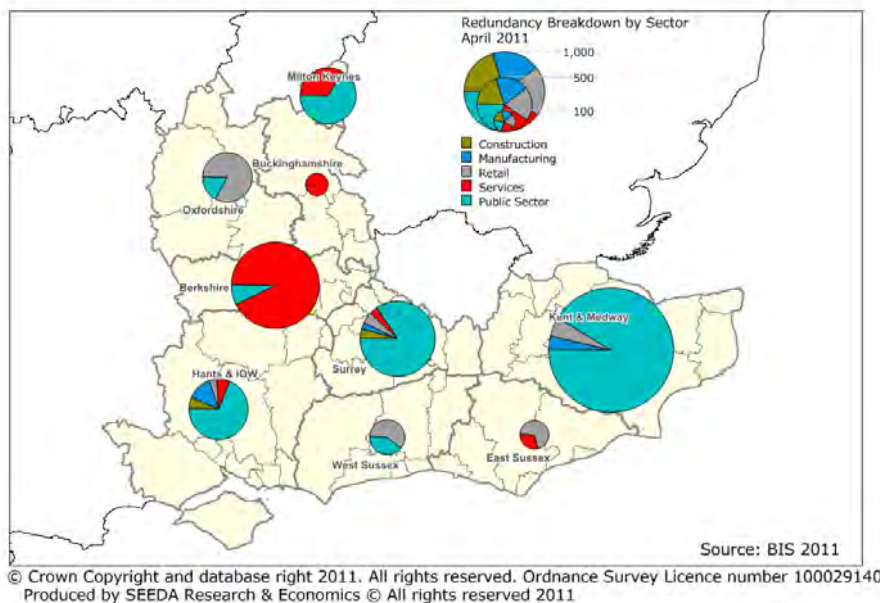 Redundancy Breakdown by Sector
April 2011
1,000
500
100
Construction
Manufacturing
Retail
Services
Public Sector
Milton Keynes
Buckinghamshire
Oxfordshire
Berkshire
Kent & Medway
Surrey
Hants & IOW
West Sussex
East Sussex
Source: BIS 2011
© Crown Copyright and database right 2011. All rights reserved. Ordnance Survey Licence number 100029140
Produced by SEEDA Research & Economics © All rights reserved 2011